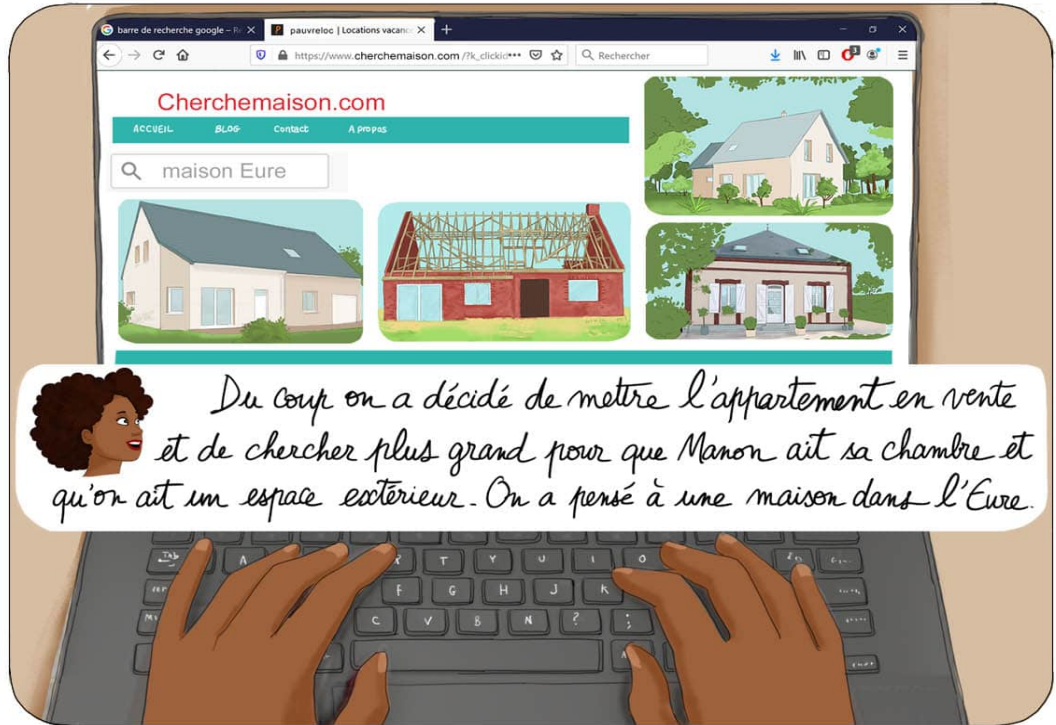 barre de recherche google – R
pauvreloc | Locations vacanc
https://www.cherchemaison.com/?k_clickid•••
Rechercher
3
Cherchemaison.com
ACCUEIL BLOG Contact A propos
maison Eure
Du coup on a décidé de mettre l'appartement en vente
et de chercher plus grand pour que Manon ait sa chambre et
qu'on ait un espace extérieur. On a pensé à une maison dans l'Eure.
Tab A R T Y U I O
F G H J K
C V B N ? ;